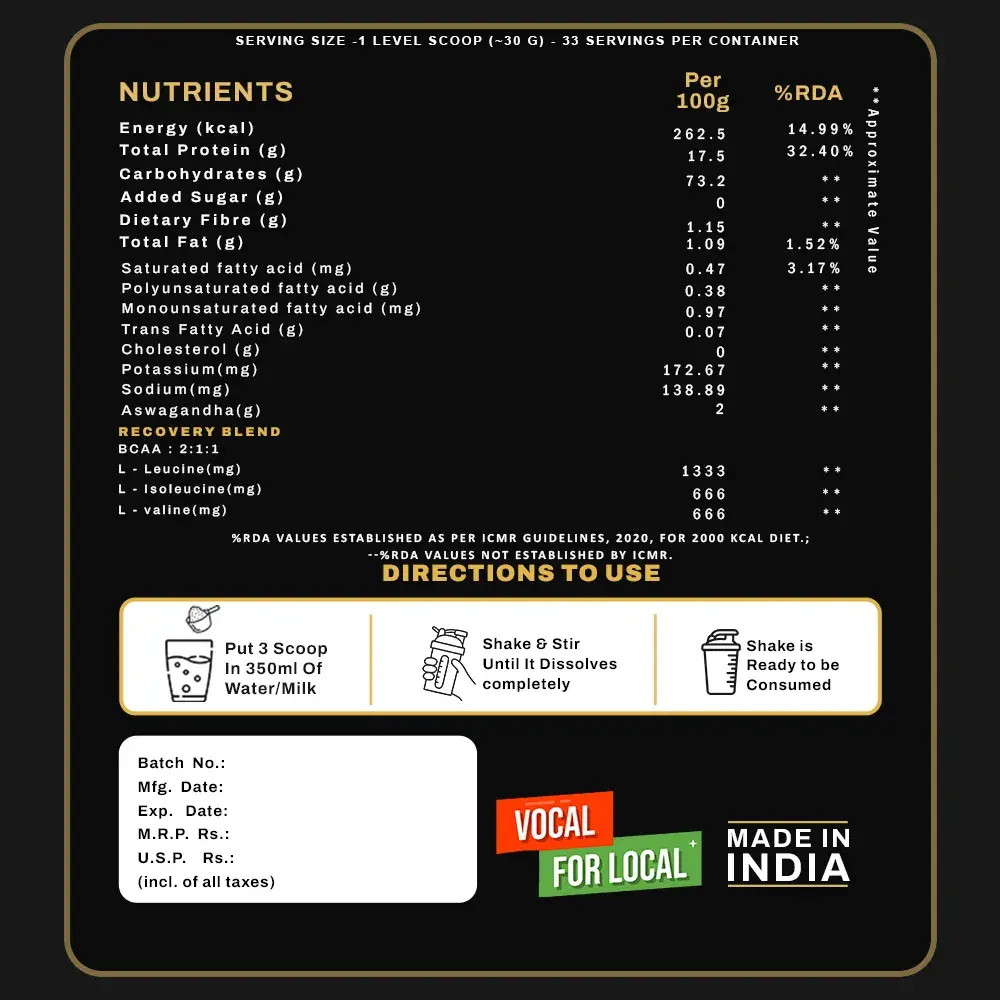 SERVING SIZE -1 LEVEL SCOOP (~30 G) - 33 SERVINGS PER CONTAINER
NUTRIENTS Per 100g %RDA
Energy (kcal) 262.5 14.99%
Total Protein (g) 17.5 32.40%
Carbohydrates (g) 73.2 **
Added Sugar (g) 0 **
Dietary Fibre (g) 1.15 **
Total Fat (g) 1.09 1.52%
Saturated fatty acid (mg) 0.47 3.17%
Polyunsaturated fatty acid (g) 0.38 **
Monounsaturated fatty acid (mg) 0.97 **
Trans Fatty Acid (g) 0.07 **
Cholesterol (g) 0 **
Potassium(mg) 172.67 **
Sodium(mg) 138.89 **
Aswagandha(g) 2 **
**Approximate Value
RECOVERY BLEND
BCAA : 2:1:1
L - Leucine(mg) 1333 **
L - Isoleucine(mg) 666 **
L - valine(mg) 666 **
%RDA VALUES ESTABLISHED AS PER ICMR GUIDELINES, 2020, FOR 2000 KCAL DIET.;
--%RDA VALUES NOT ESTABLISHED BY ICMR.
DIRECTIONS TO USE
Put 3 Scoop
In 350ml Of
Water/Milk
Shake & Stir
Until It Dissolves
completely
Shake is
Ready to be
Consumed
Batch No.:
Mfg. Date:
Exp. Date:
M.R.P. Rs.:
U.S.P. Rs.:
(incl. of all taxes)
VOCAL
FOR LOCAL
MADE IN
INDIA